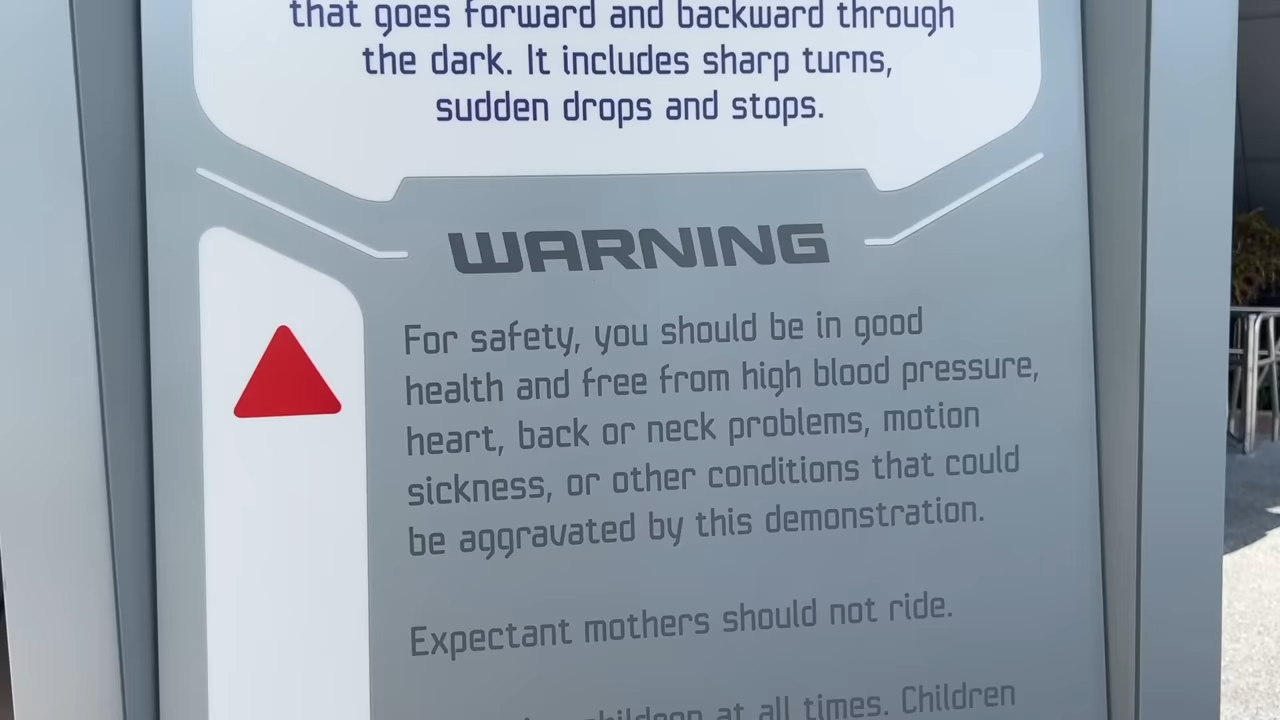 that goes forward and backward through
the dark. It includes sharp turns,
sudden drops and stops.
WARNING
For safety, you should be in good
health and free from high blood pressure,
heart, back or neck problems, motion
sickness, or other conditions that could
be aggravated by this demonstration.
Expectant mothers should not ride.
children at all times. Children